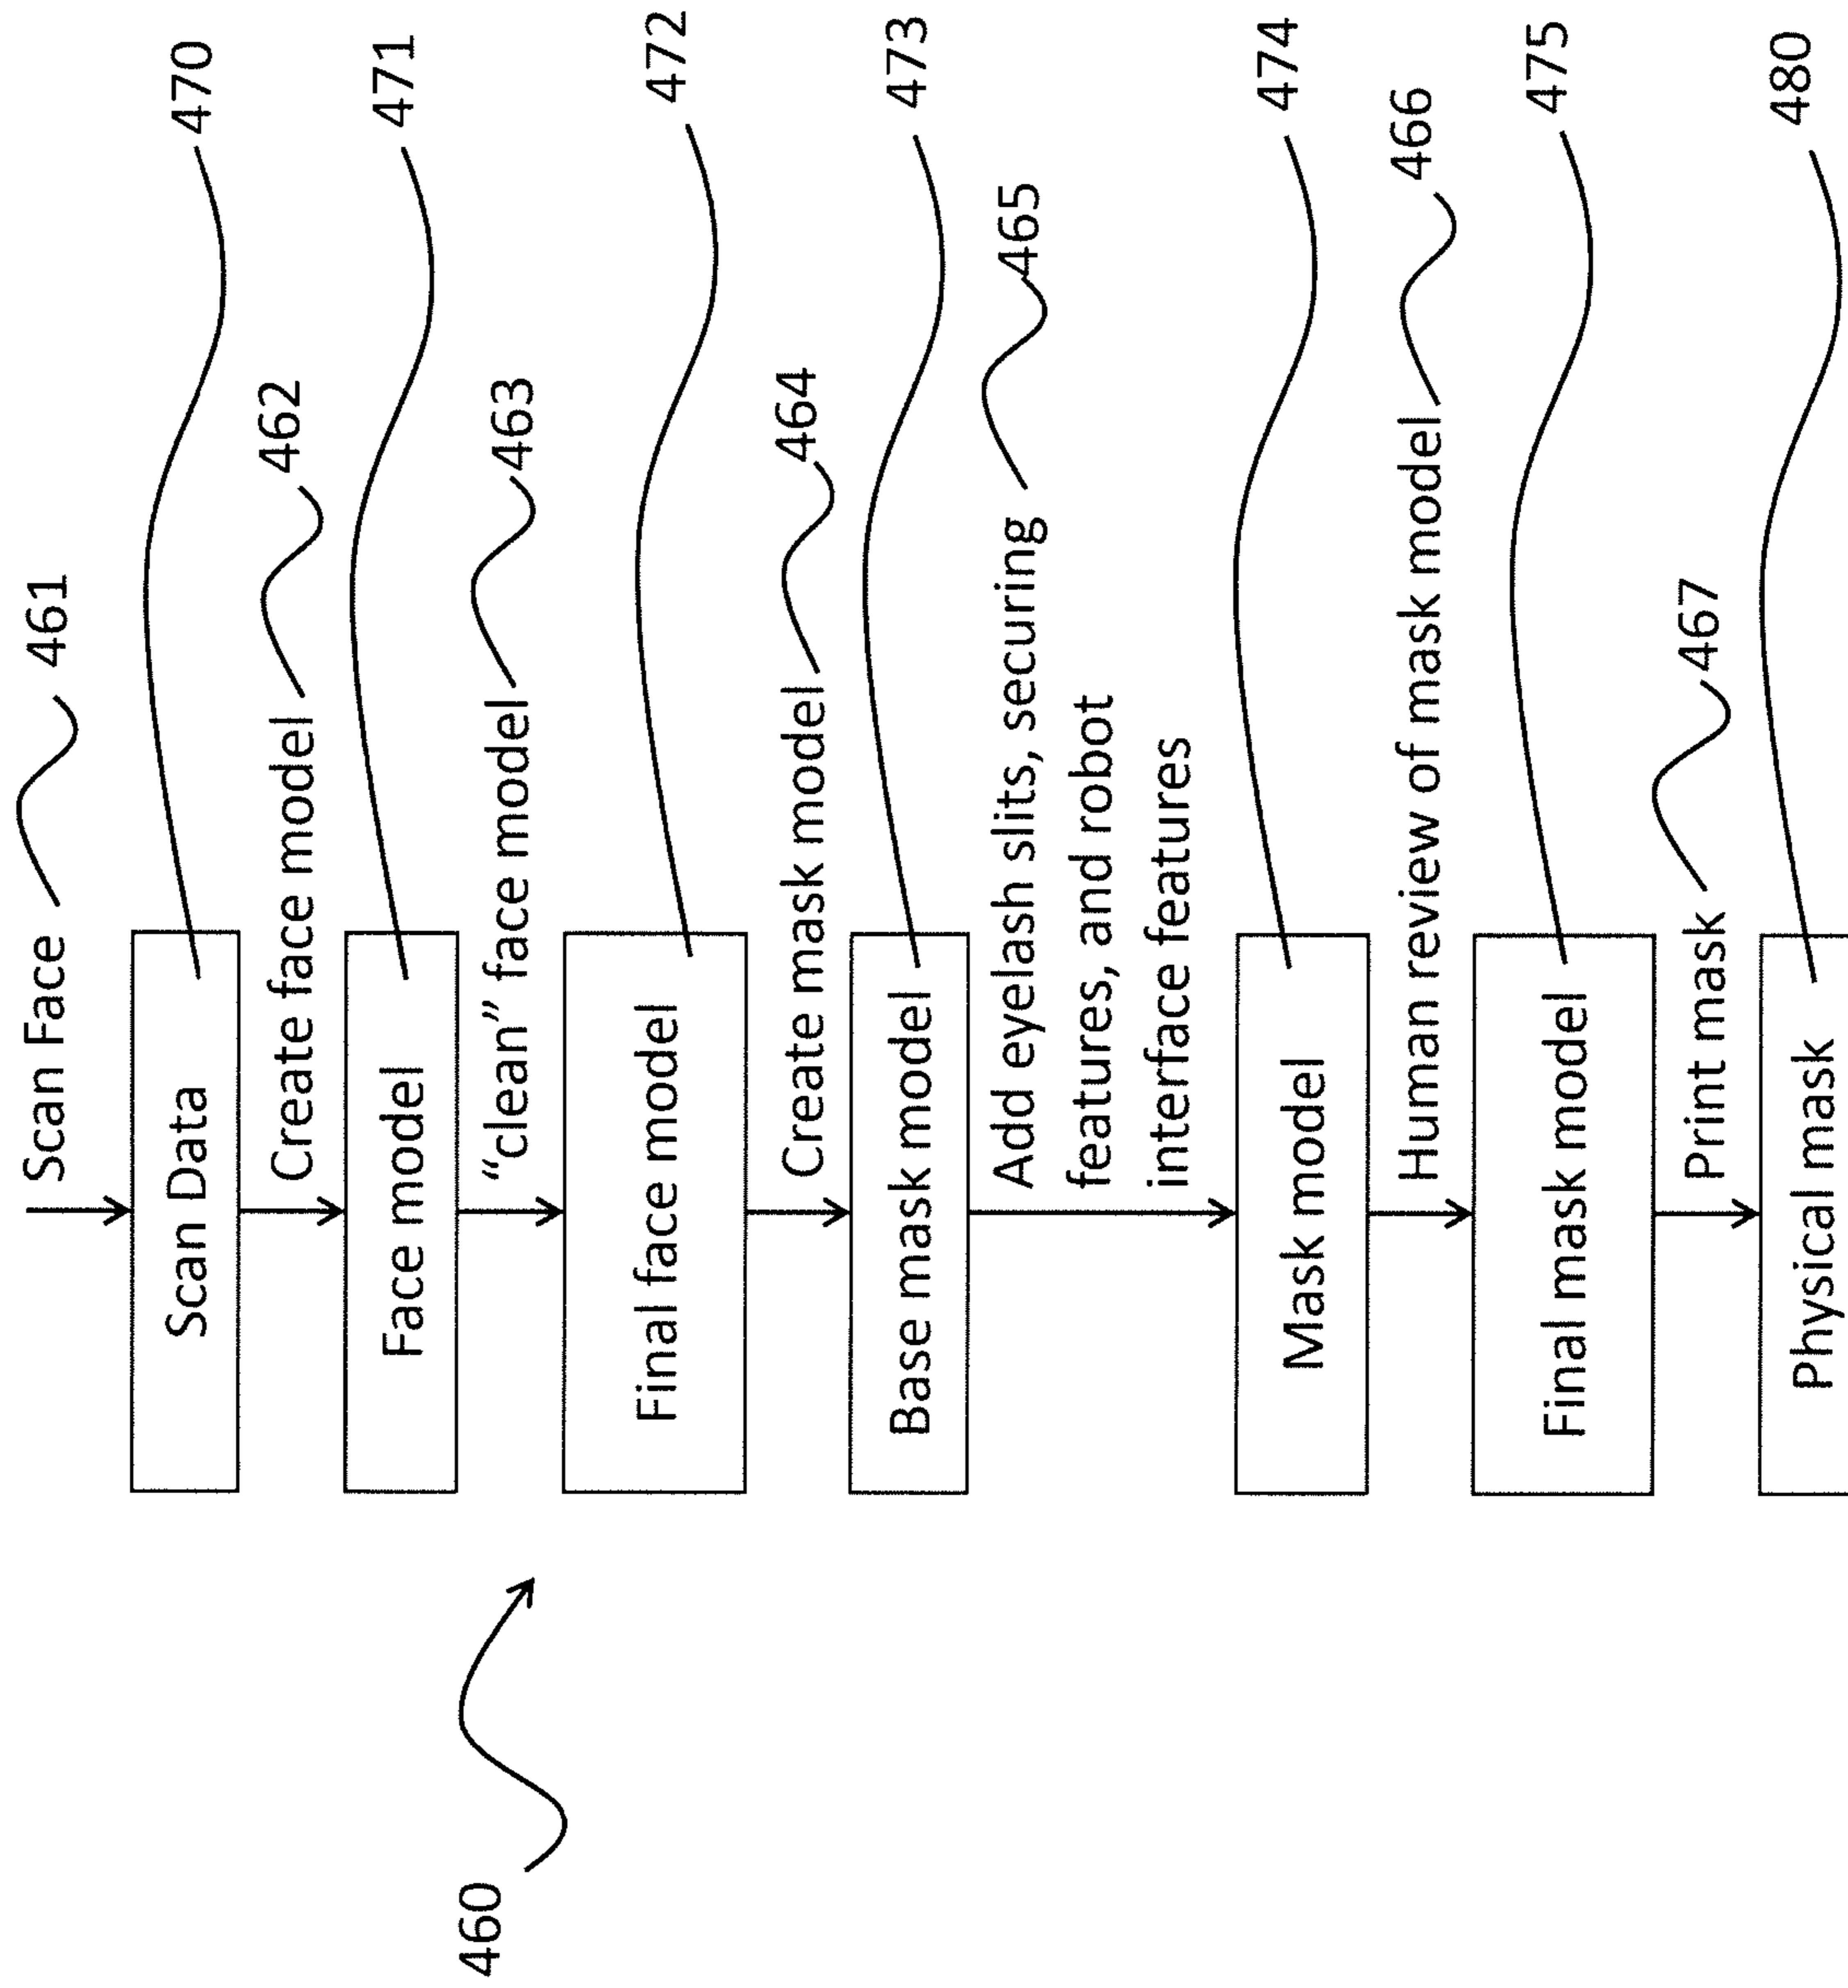 Scan Face 461
Scan Data 470
Create face model 462
Face model 471
“clean” face model 463
Final face model 472
460
Create mask model 464
Base mask model 473
Add eyelash slits, securing 465
features, and robot
interface features
Mask model 474
Human review of mask model 466
Final mask model 475
Print mask 467
Physical mask 480